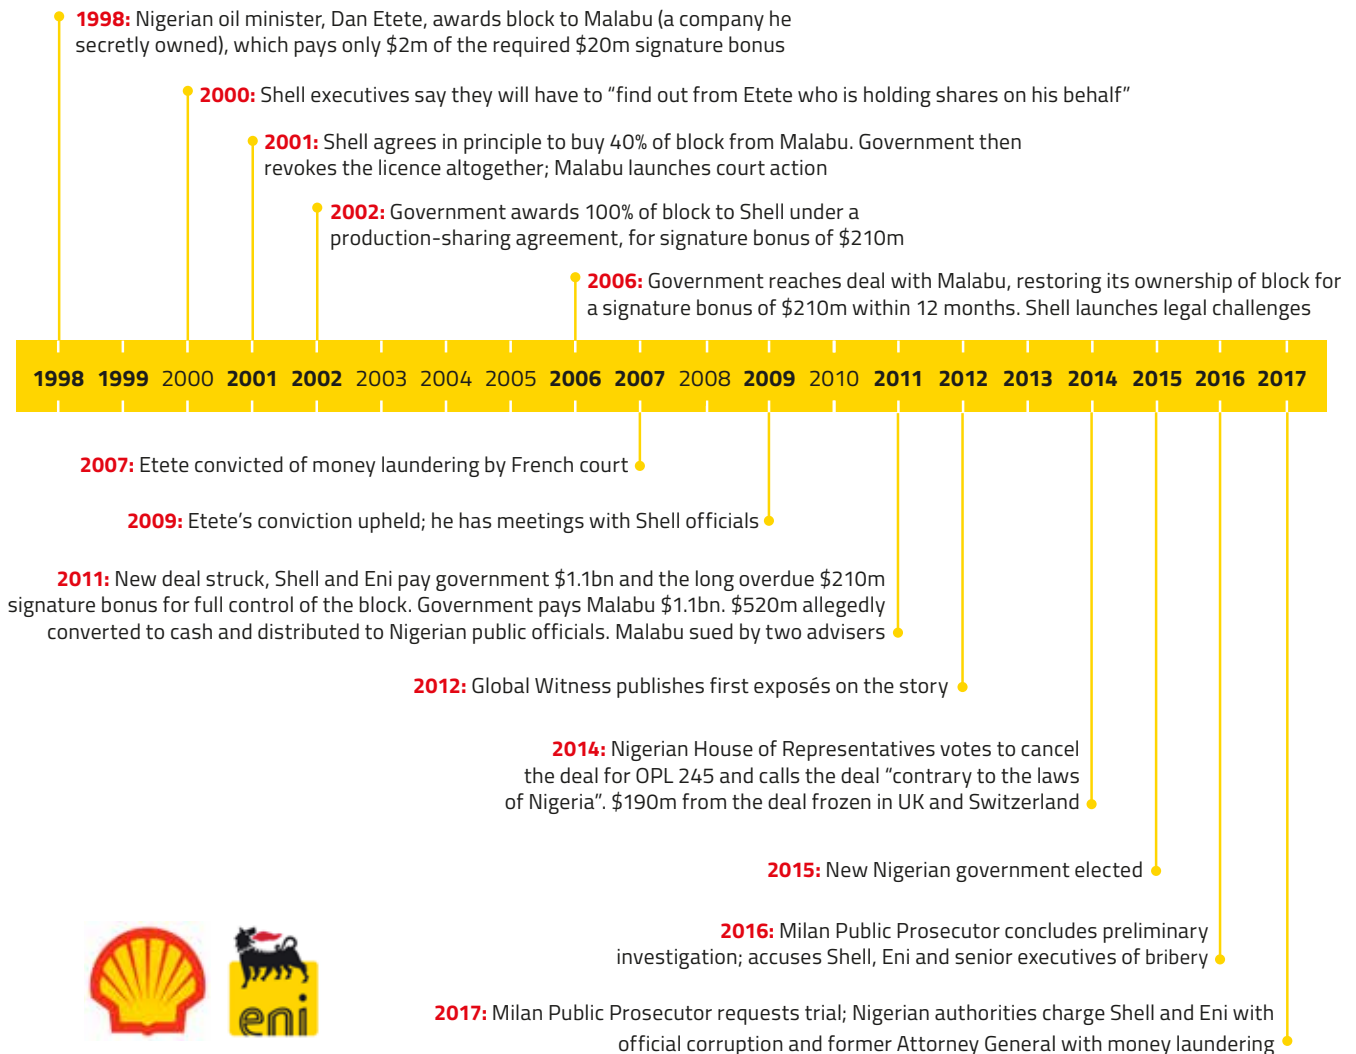 1998: Nigerian oil minister, Dan Etete, awards block to Malabu (a company he
secretly owned), which pays only $2m of the required $20m signature bonus
2000: Shell executives say they will have to “find out from Etete who is holding shares on his behalf”
2001: Shell agrees in principle to buy 40% of block from Malabu. Government then
revokes the licence altogether; Malabu launches court action
2002: Government awards 100% of block to Shell under a
production-sharing agreement, for signature bonus of $210m
2006: Government reaches deal with Malabu, restoring its ownership of block for
a signature bonus of $210m within 12 months. Shell launches legal challenges
1998 1999 2000 2001 2002 2003 2004 2005 2006 2007 2008 2009 2010 2011 2012 2013 2014 2015 2016 2017
2007: Etete convicted of money laundering by French court
2009: Etete’s conviction upheld; he has meetings with Shell officials
2011: New deal struck, Shell and Eni pay government $1.1bn and the long overdue $210m
signature bonus for full control of the block. Government pays Malabu $1.1bn. $520m allegedly
converted to cash and distributed to Nigerian public officials. Malabu sued by two advisers
2012: Global Witness publishes first exposés on the story
2014: Nigerian House of Representatives votes to cancel
the deal for OPL 245 and calls the deal “contrary to the laws
of Nigeria”. $190m from the deal frozen in UK and Switzerland
2015: New Nigerian government elected
2016: Milan Public Prosecutor concludes preliminary
investigation; accuses Shell, Eni and senior executives of bribery
eni
2017: Milan Public Prosecutor requests trial; Nigerian authorities charge Shell and Eni with
official corruption and former Attorney General with money laundering